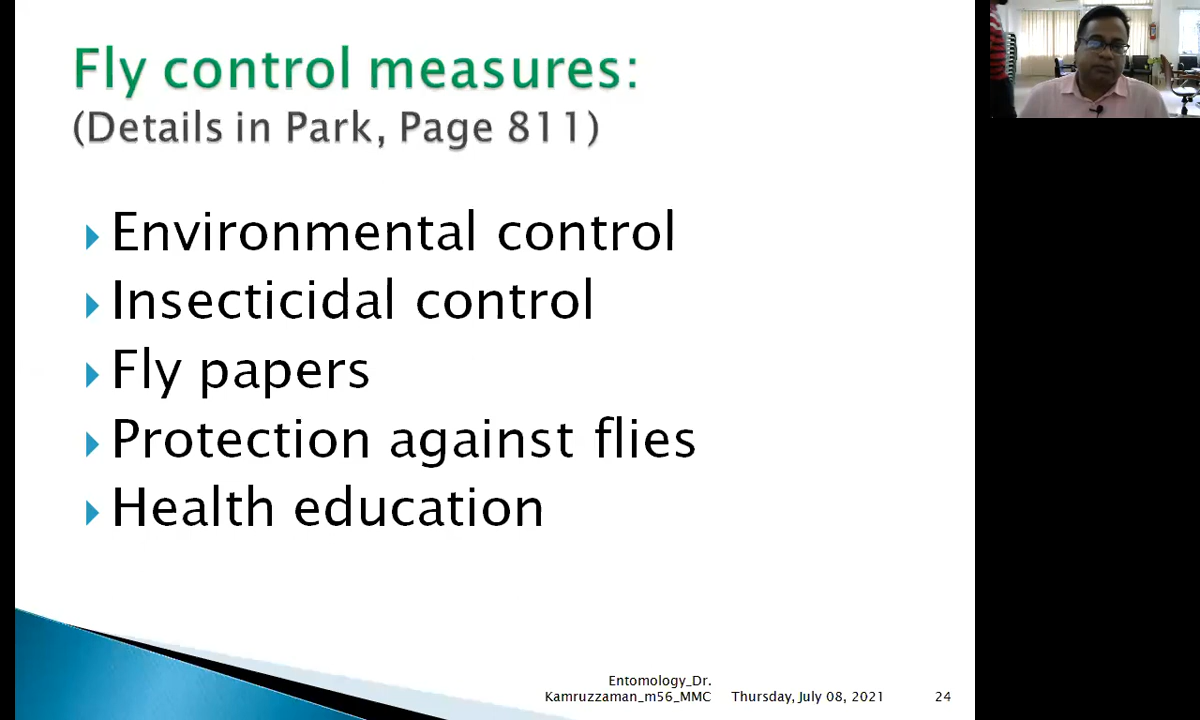 Fly control measures:
(Details in Park, Page 811)
Environmental control
Insecticidal control
Fly papers
Protection against flies
Health education
Entomology_Dr.
Kamruzzaman_m56_MMC
Thursday, July 08, 2021
24